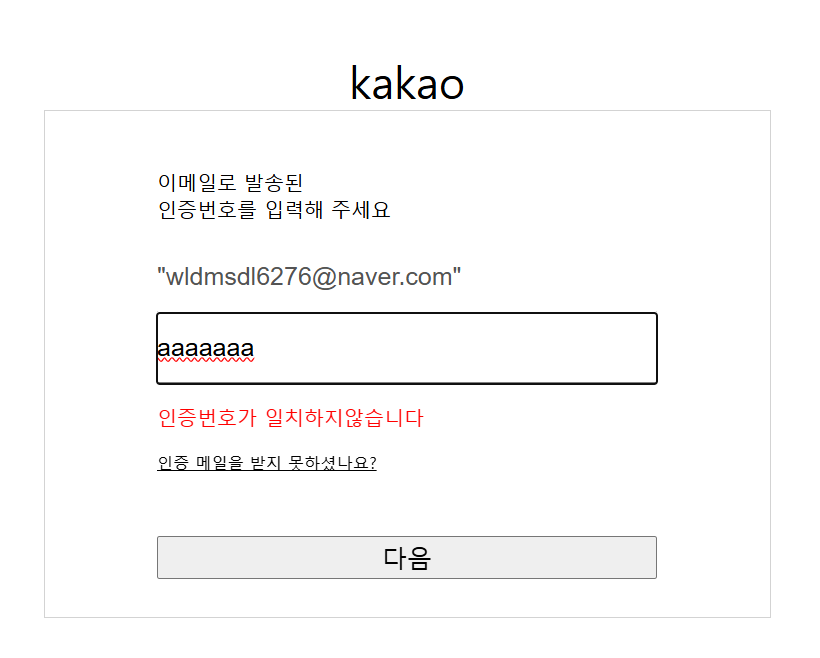 kakao
이메일로 발송된
인증번호를 입력해 주세요
"wldmsdl6276@naver.com"
aaaaaaa
인증번호가 일치하지않습니다
인증 메일을 받지 못하셨나요?
다음